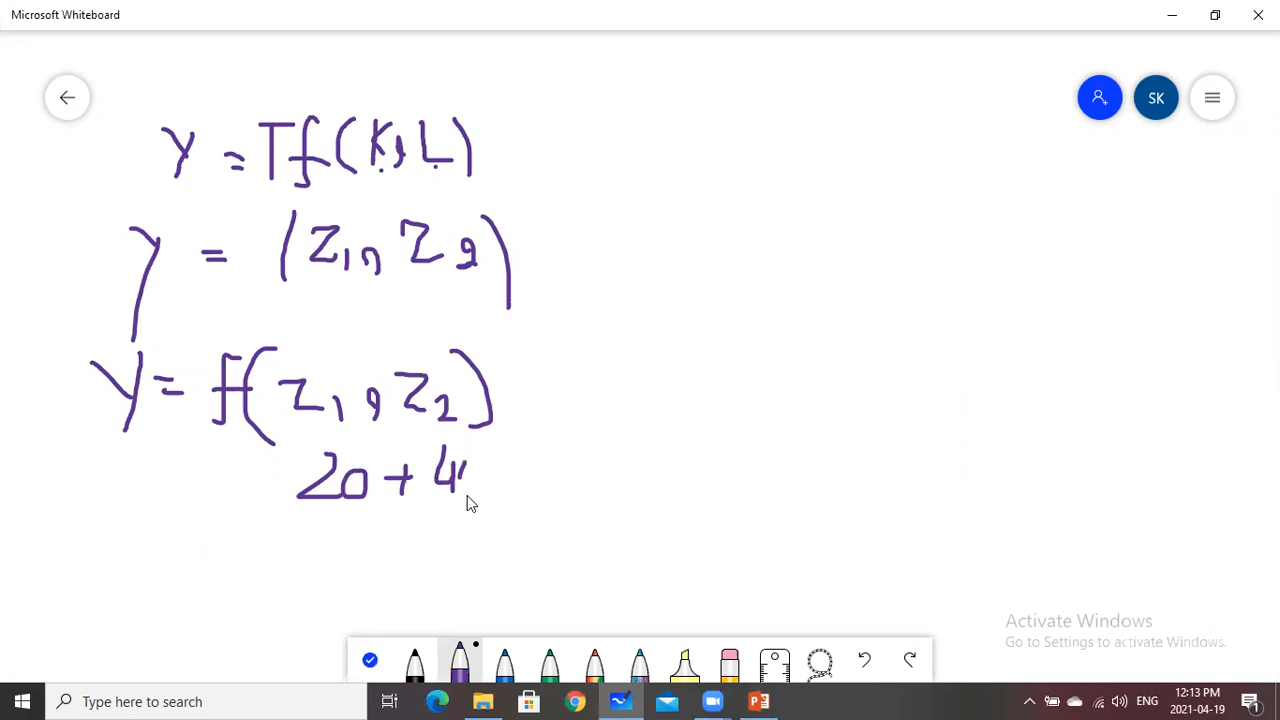 Microsoft Whiteboard
SK
Y = Tf(K, L)
y = (Z1, Z2)
Y = f(Z1, Z2)
20 + 4
Activate Windows
Go to Settings to activate Windows.
Type here to search
ENG
12:13 PM
2021-04-19
1